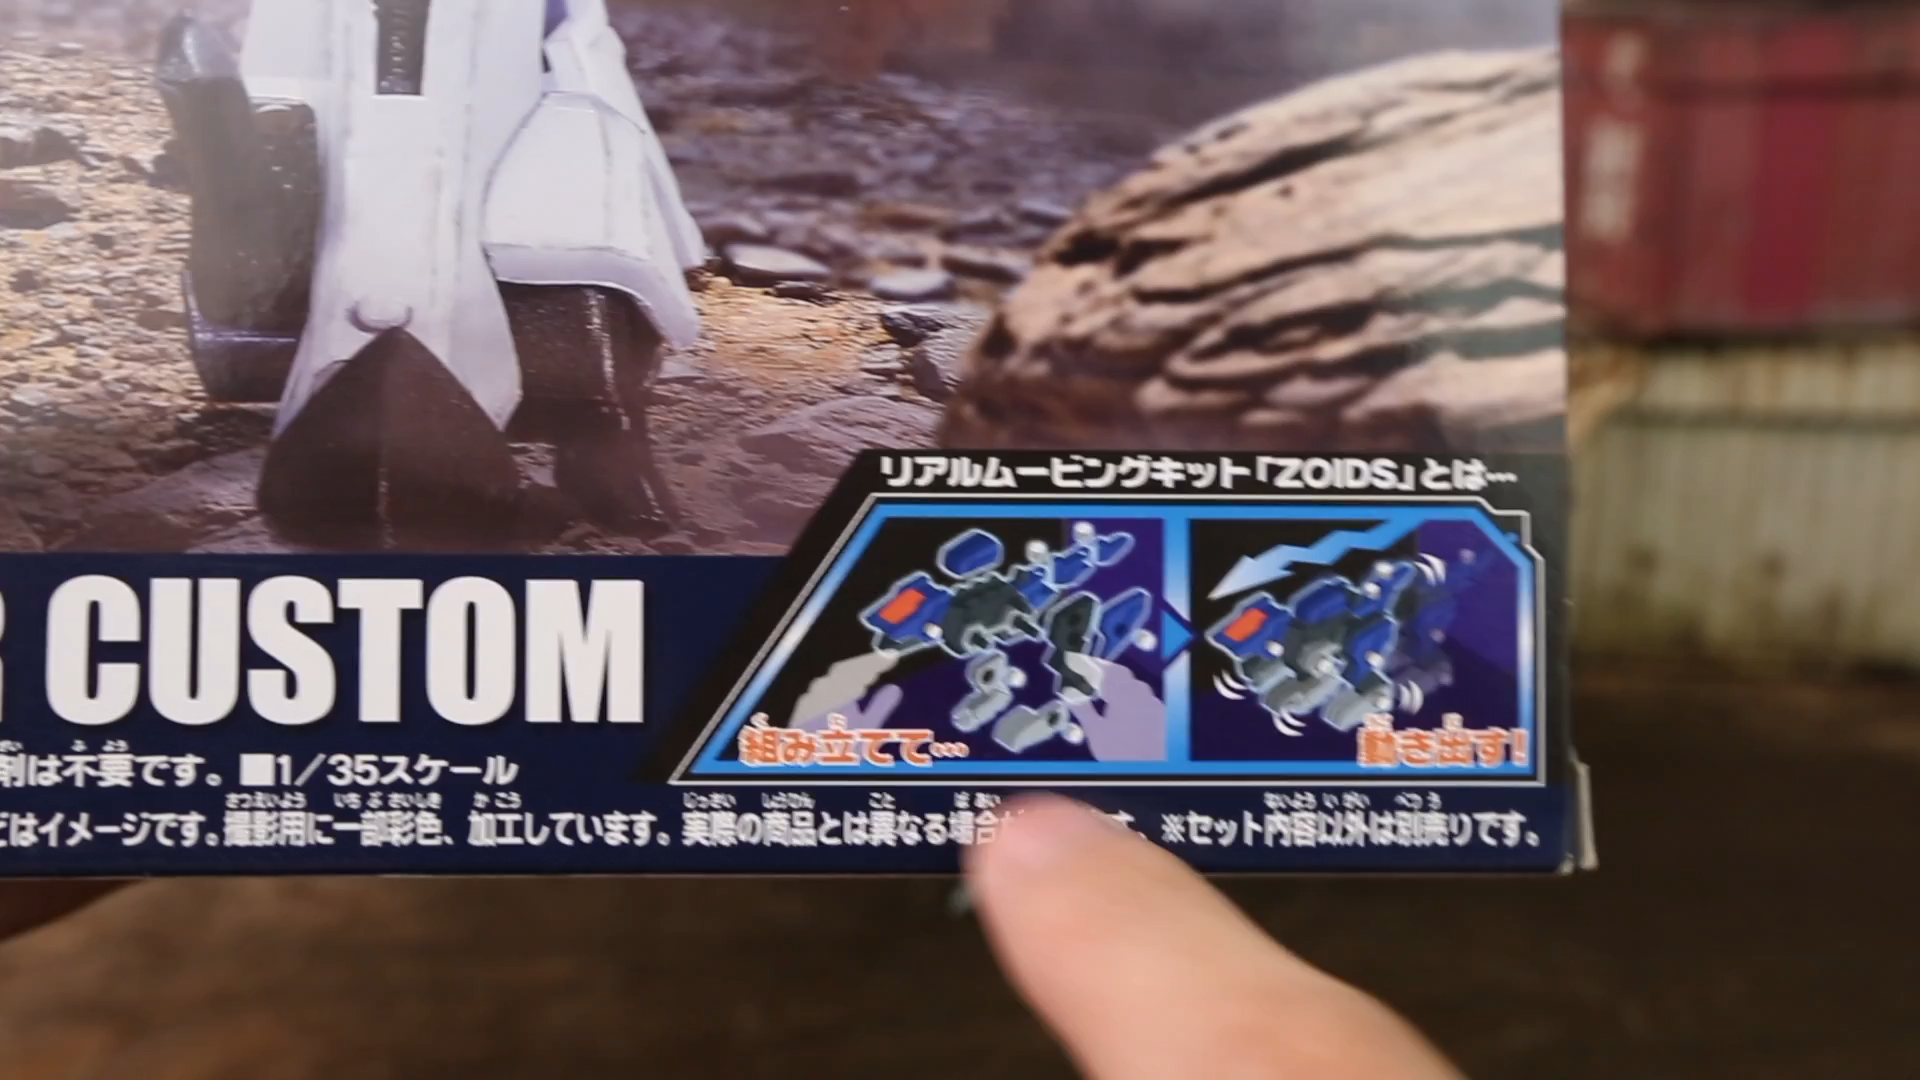 リアルムービングキット「ZOIDS」とは…
CUSTOM
組み立てて…
動き出す!
剤は不要です。■1/35スケール
はイメージです。撮影用に一部彩色、加工しています。実際の商品とは異なる場合 す。※セット内容以外は別売りです。